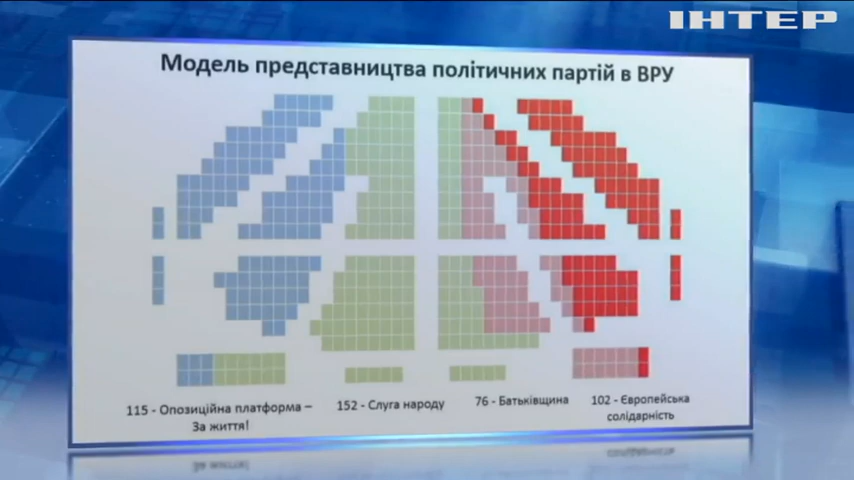 ІНТЕР
Модель представництва політичних партій в ВРУ
115 - Опозиційна платформа –
За життя!
152 - Слуга народу
76 - Батьківщина
102 - Європейська
солідарність